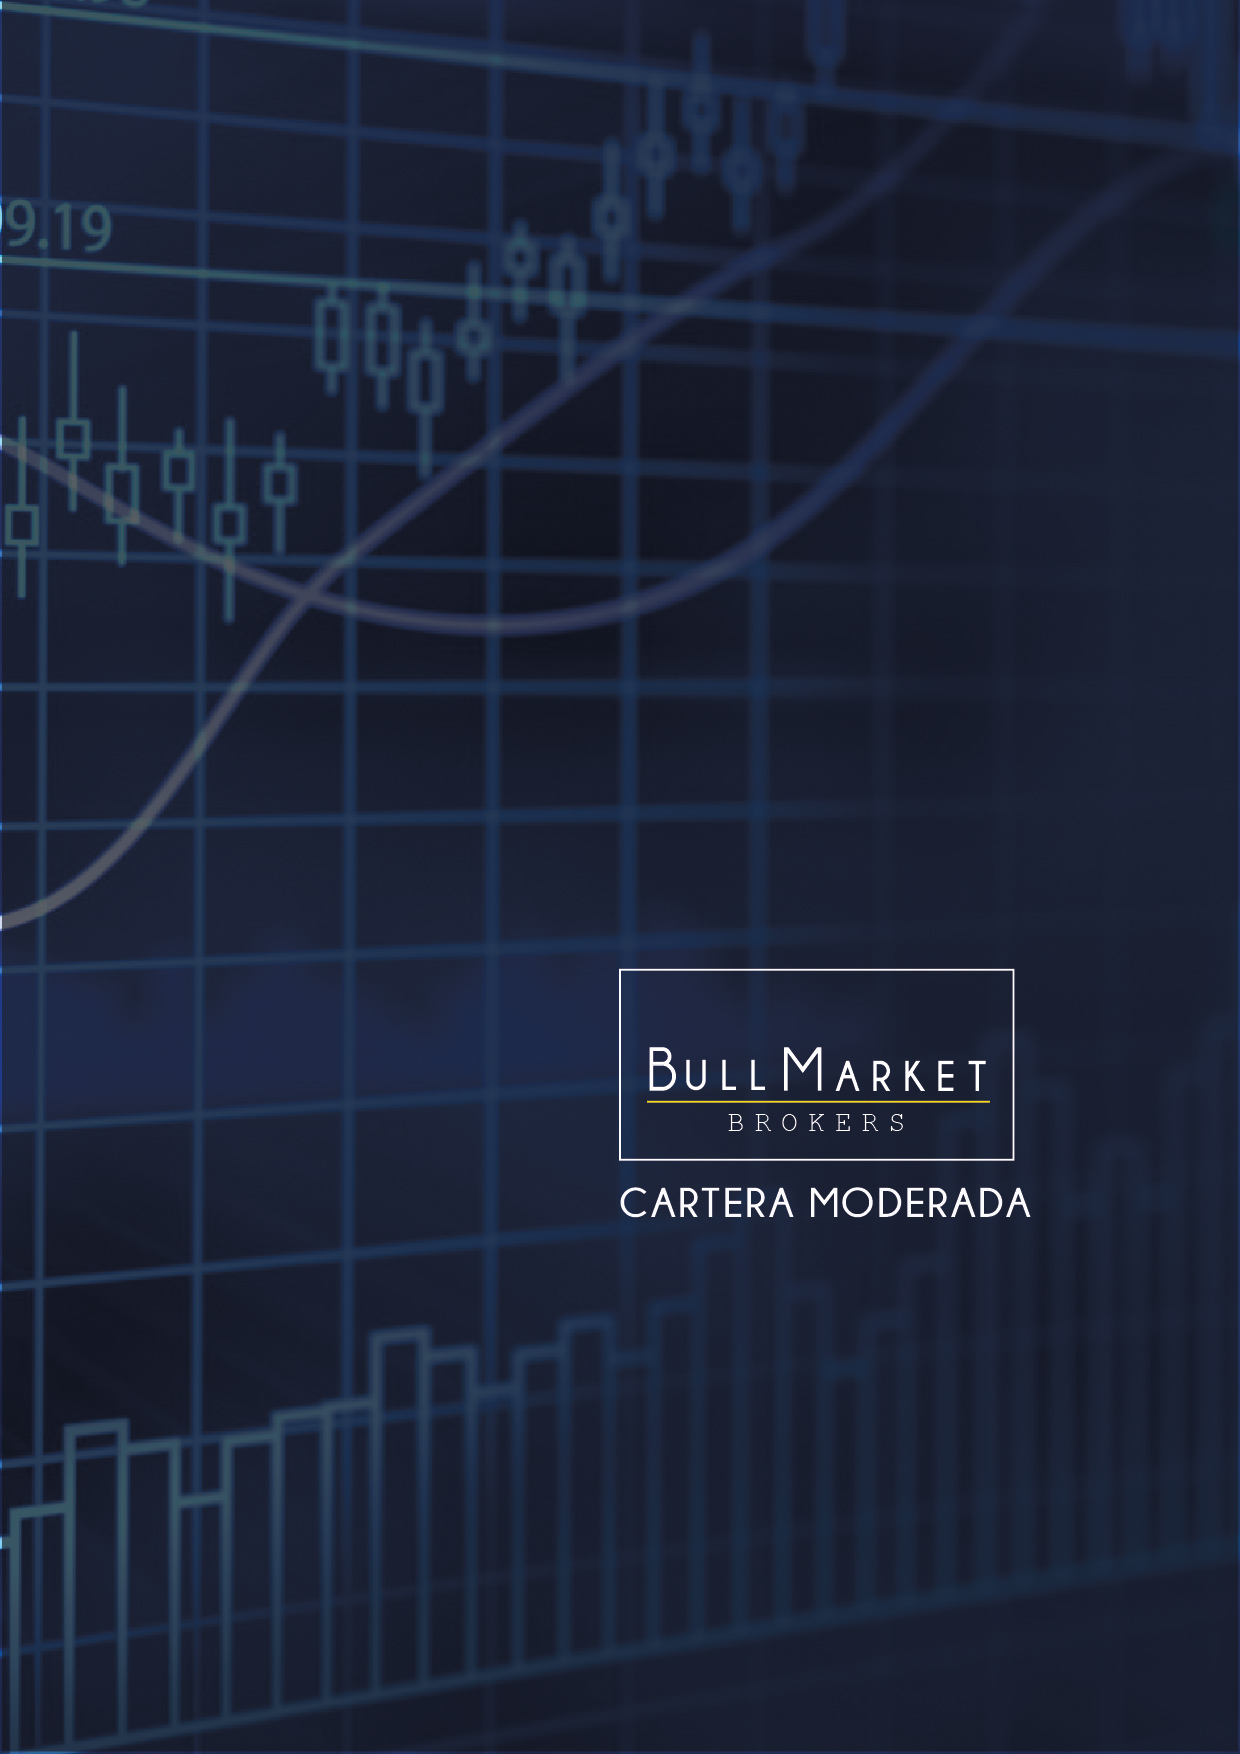 9.19
BULL MARKET
BROKERS
CARTERA MODERADA